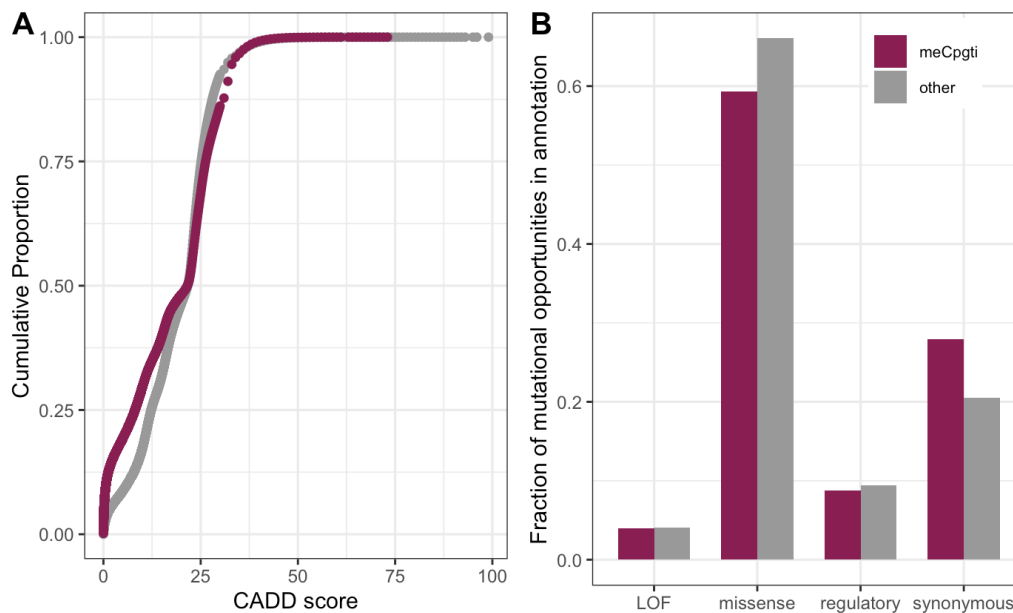 A
1.00
0.75
0.50
0.25
0.00
Cumulative Proportion
0
25
50
75
100
CADD score
B
meCpgti
other
0.6
0.4
0.2
0.0
Fraction of mutational opportunities in annotation
LOF
missense
regulatory
synonymous